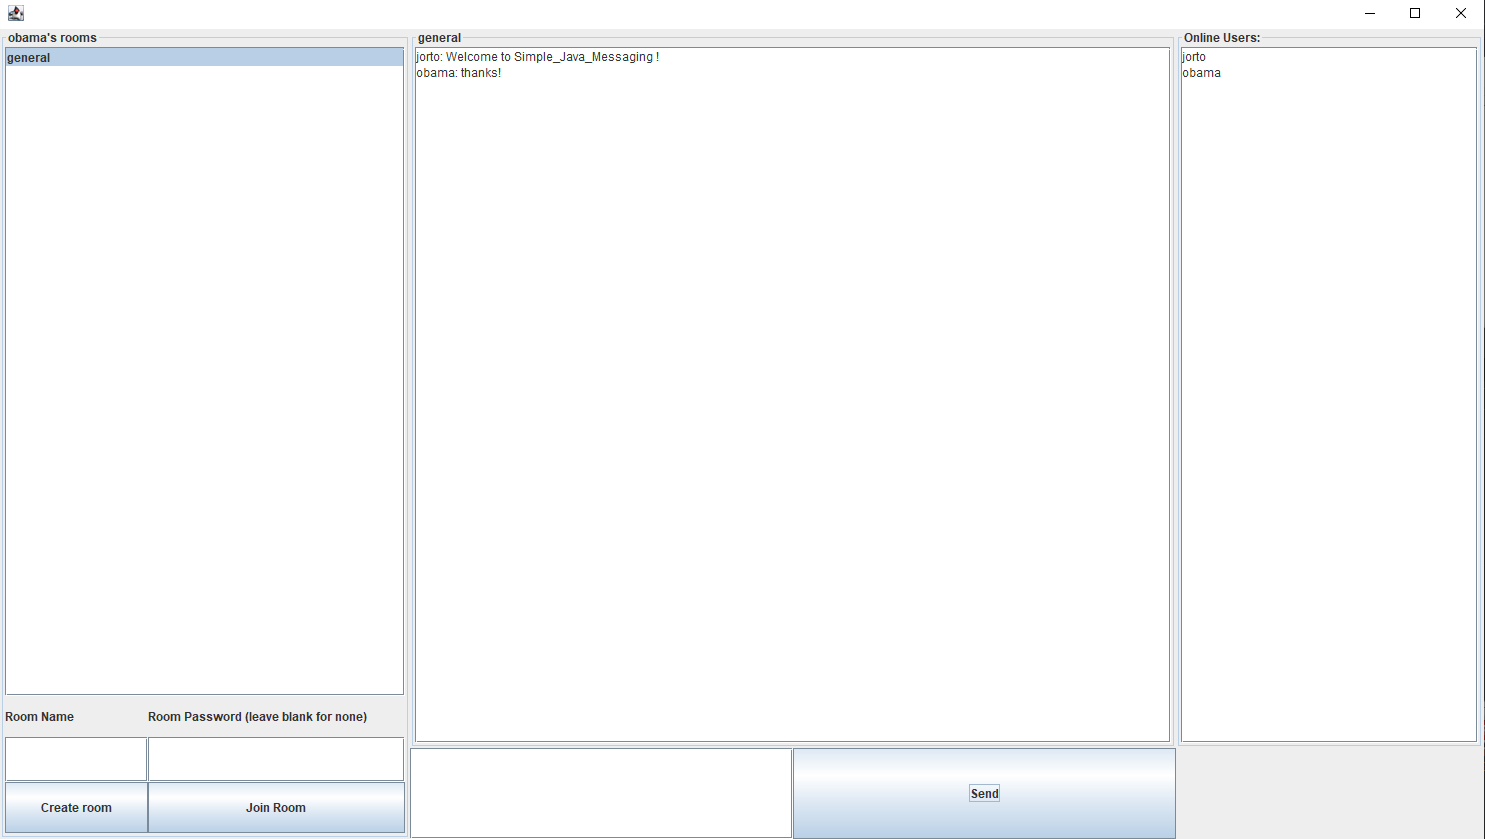 obama's rooms
general
Room Name
Room Password (leave blank for none)
Create room
Join Room
general
jorto: Welcome to Simple_Java_Messaging !
obama: thanks!
Send
Online Users:
jorto
obama